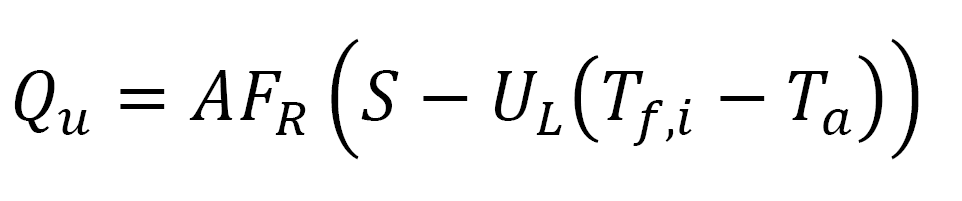 Q_u = AF_R (S − U_L(T_{f,i} − T_a))